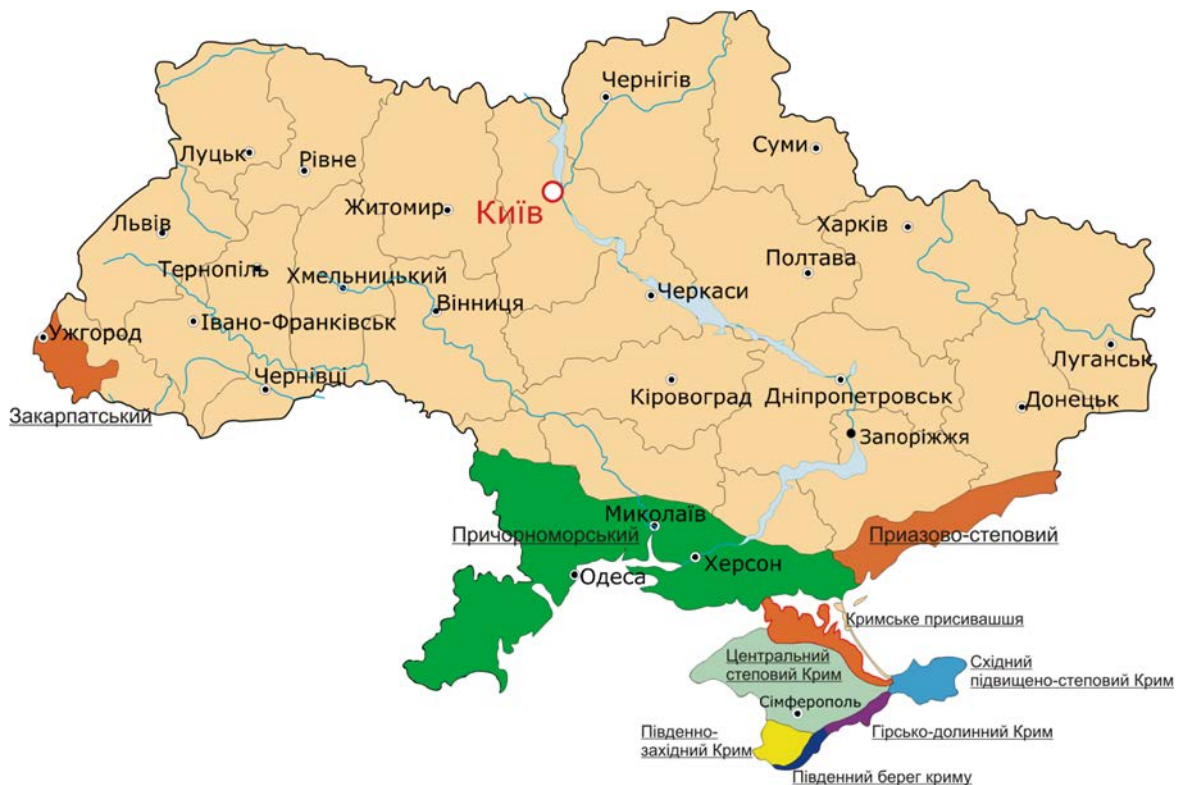 Чернігів
Луцьк
Рівне
Суми
Житомир
Київ
Львів
Харків
Тернопіль
Хмельницький
Полтава
Вінниця
Черкаси
Ужгород
Івано-Франківськ
Луганськ
Чернівці
Кіровоград
Дніпропетровськ
Донецьк
Закарпатський
Запоріжжя
Миколаїв
Причорноморський
Приазово-степовий
Херсон
Одеса
Кримське присивашшя
Центральний
степовий Крим
Східний
підвищено-степовий Крим
Сімферополь
Південно-
західний Крим
Гірсько-долинний Крим
Південний берег криму